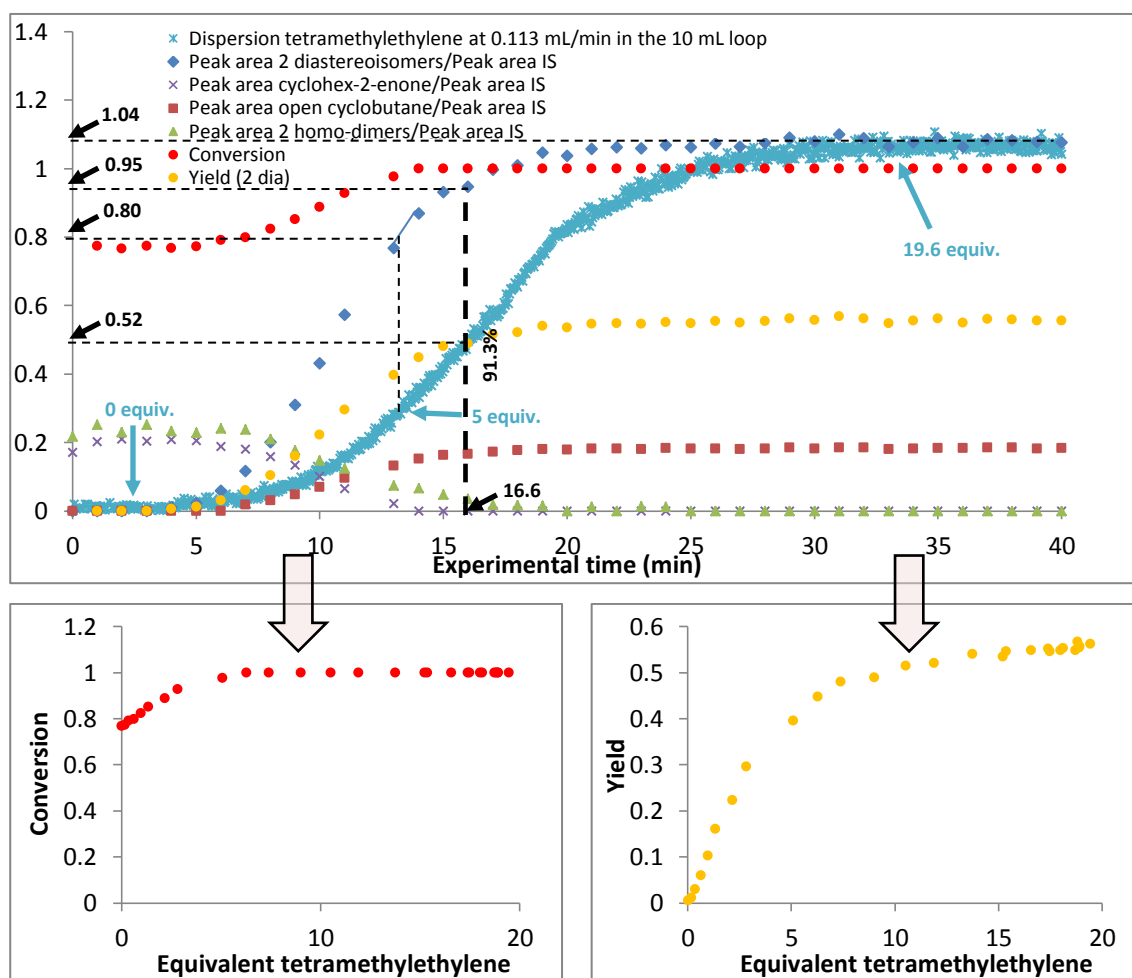 1.4
1.2
1
0.8
0.6
0.4
0.2
0
Dispersion tetramethylethylene at 0.113 mL/min in the 10 mL loop
Peak area 2 diastereoisomers/Peak area IS
Peak area cyclohex-2-enone/Peak area IS
Peak area open cyclobutane/Peak area IS
Peak area 2 homo-dimers/Peak area IS
Conversion
Yield (2 dia)
1.04
0.95
0.80
0.52
0 equiv.
5 equiv.
19.6 equiv.
91.3%
16.6
0 5 10 15 20 25 30 35 40
Experimental time (min)
1.2
1
0.8
0.6
0.4
0.2
0
Conversion
0 10 20
Equivalent tetramethylethylene
0.6
0.5
0.4
0.3
0.2
0.1
0
Yield
0 5 10 15 20
Equivalent tetramethylethylene